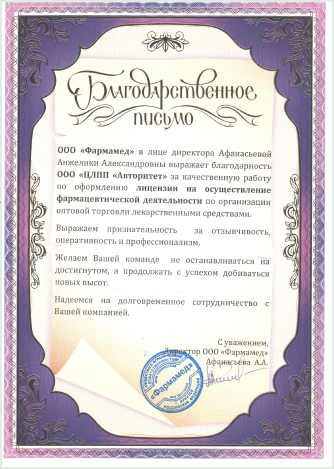 Благодарственное
письмо
ООО «Фармамед» в лице директора Афанасьевой
Анжелики Александровны выражает благодарность
ООО «ЦЛПП «Авторитет» за качественную работу
по оформлению лицензии на осуществление
фармацевтической деятельности по организации
оптовой торговли лекарственными средствами.
Выражаем признательность за отзывчивость,
оперативность и профессионализм.
Желаем Вашей команде не останавливаться на
достигнутом, а продолжать с успехом добиваться
новых высот.
Надеемся на долговременное сотрудничество с
Вашей компанией.
С уважением,
Директор ООО «Фармамед»
Афанасьева А.А.
«Фармамед»